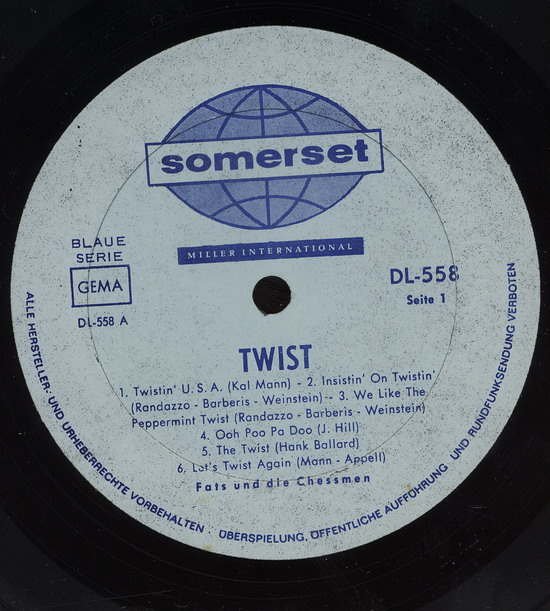 somerset
MILLER INTERNATIONAL
BLAUE
SERIE
GEMA
DL-558 A
DL-558
Seite 1
TWIST
1. Twistin' U. S. A. (Kal Mann) - 2. Insistin' On Twistin'
(Randazzo - Barberis - Weinstein) - 3. We Like The
Peppermint Twist (Randazzo - Barberis - Weinstein)
4. Ooh Poo Pa Doo (J. Hill)
5. The Twist (Hank Ballard)
6. Let's Twist Again (Mann - Appell)
Fats und die Chessmen
ALLE HERSTELLER- UND URHEBERRECHTE VORBEHALTEN. ÜBERSPIELUNG, ÖFFENTLICHE AUFFÜHRUNG UND RUNDFUNKSENDUNG VERBOTEN